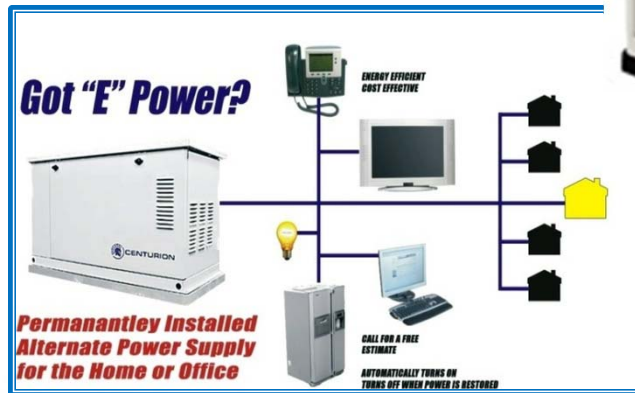 Got "E" Power?
ENERGY EFFICIENT
COST EFFECTIVE
CENTURION
Permanantley Installed
Alternate Power Supply
for the Home or Office
CALL FOR A FREE
ESTIMATE
AUTOMATICALLY TURNS ON
TURNS OFF WHEN POWER IS RESTORED